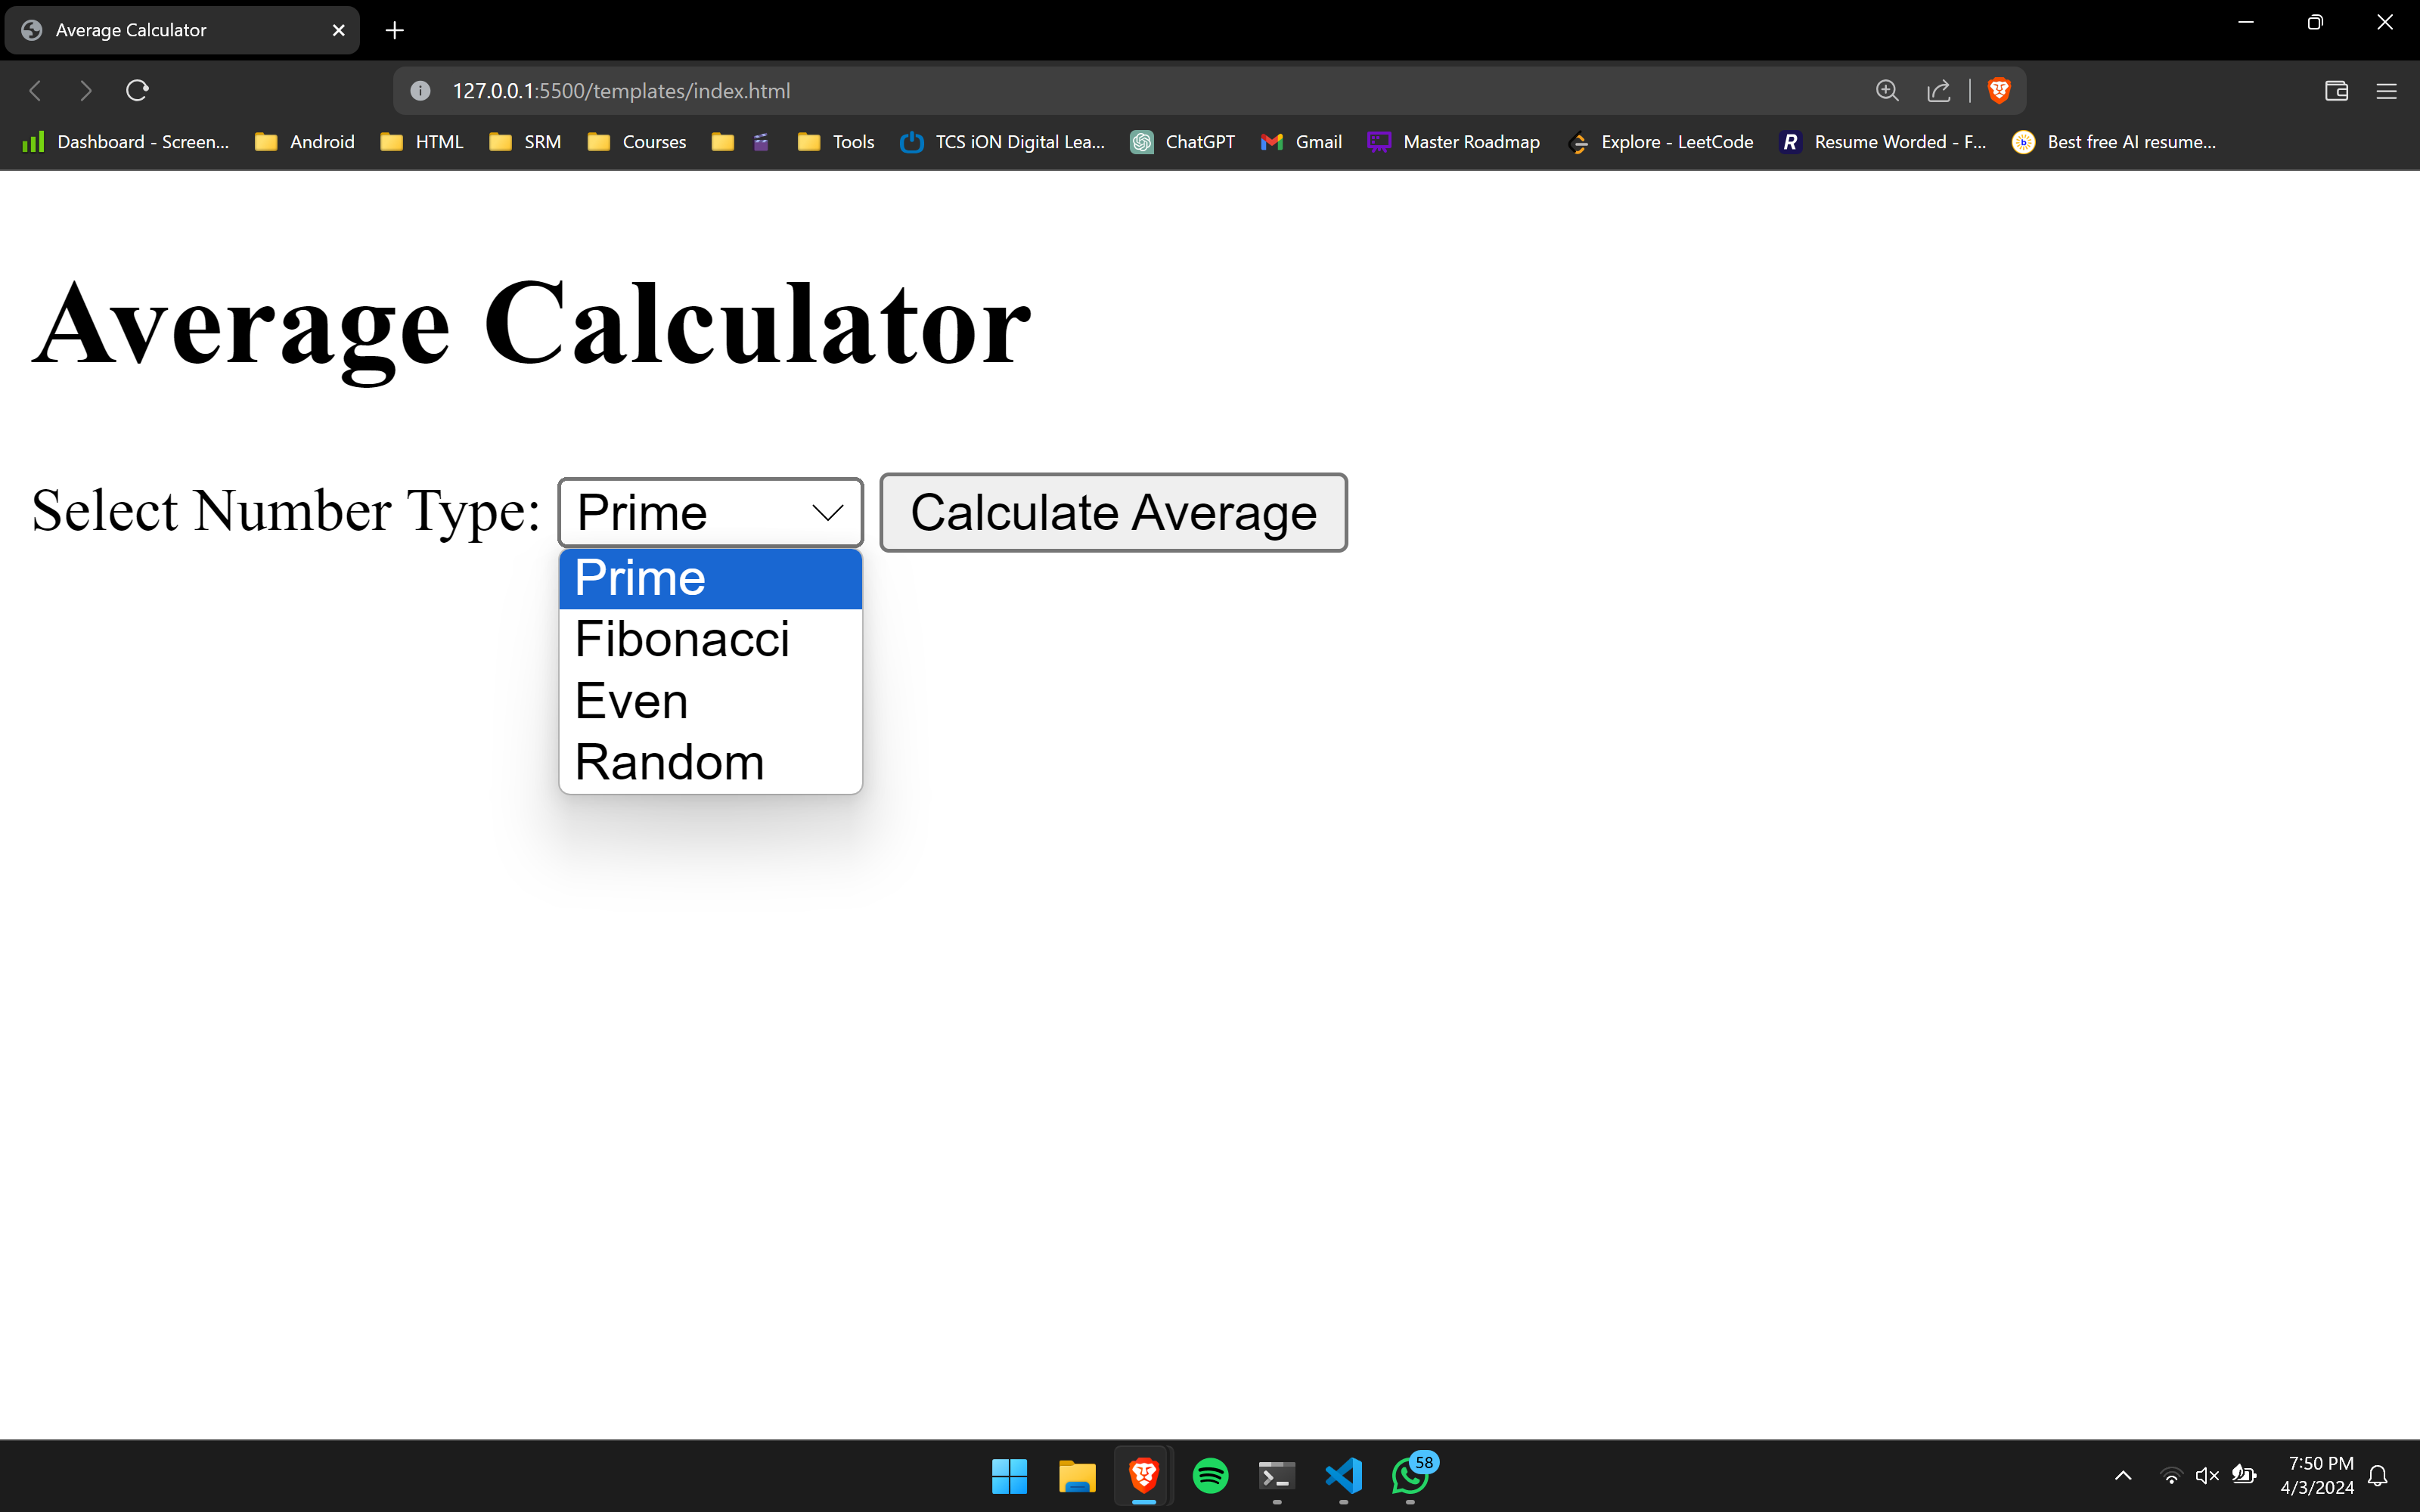 Average Calculator
127.0.0.1:5500/templates/index.html
Dashboard - Screen... Android HTML SRM Courses Tools TCS iON Digital Lea... ChatGPT Gmail Master Roadmap Explore - LeetCode Resume Worded - F... Best free AI resume...
Average Calculator
Select Number Type: Prime Calculate Average
Prime
Fibonacci
Even
Random
58
7:50 PM
4/3/2024